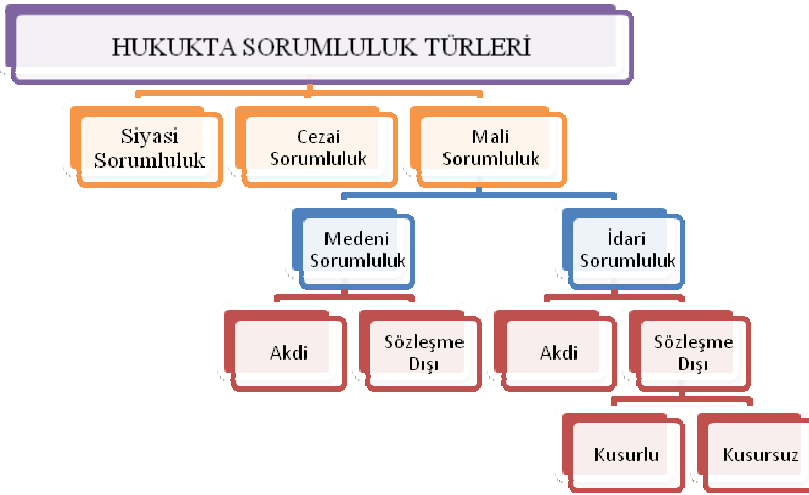 HUKUKTA SORUMLULUK TÜRLERİ
Siyasi
Sorumluluk
Cezai
Sorumluluk
Mali
Sorumluluk
Medeni
Sorumluluk
İdari
Sorumluluk
Akdi
Sözleşme
Dışı
Akdi
Sözleşme
Dışı
Kusurlu
Kusursuz